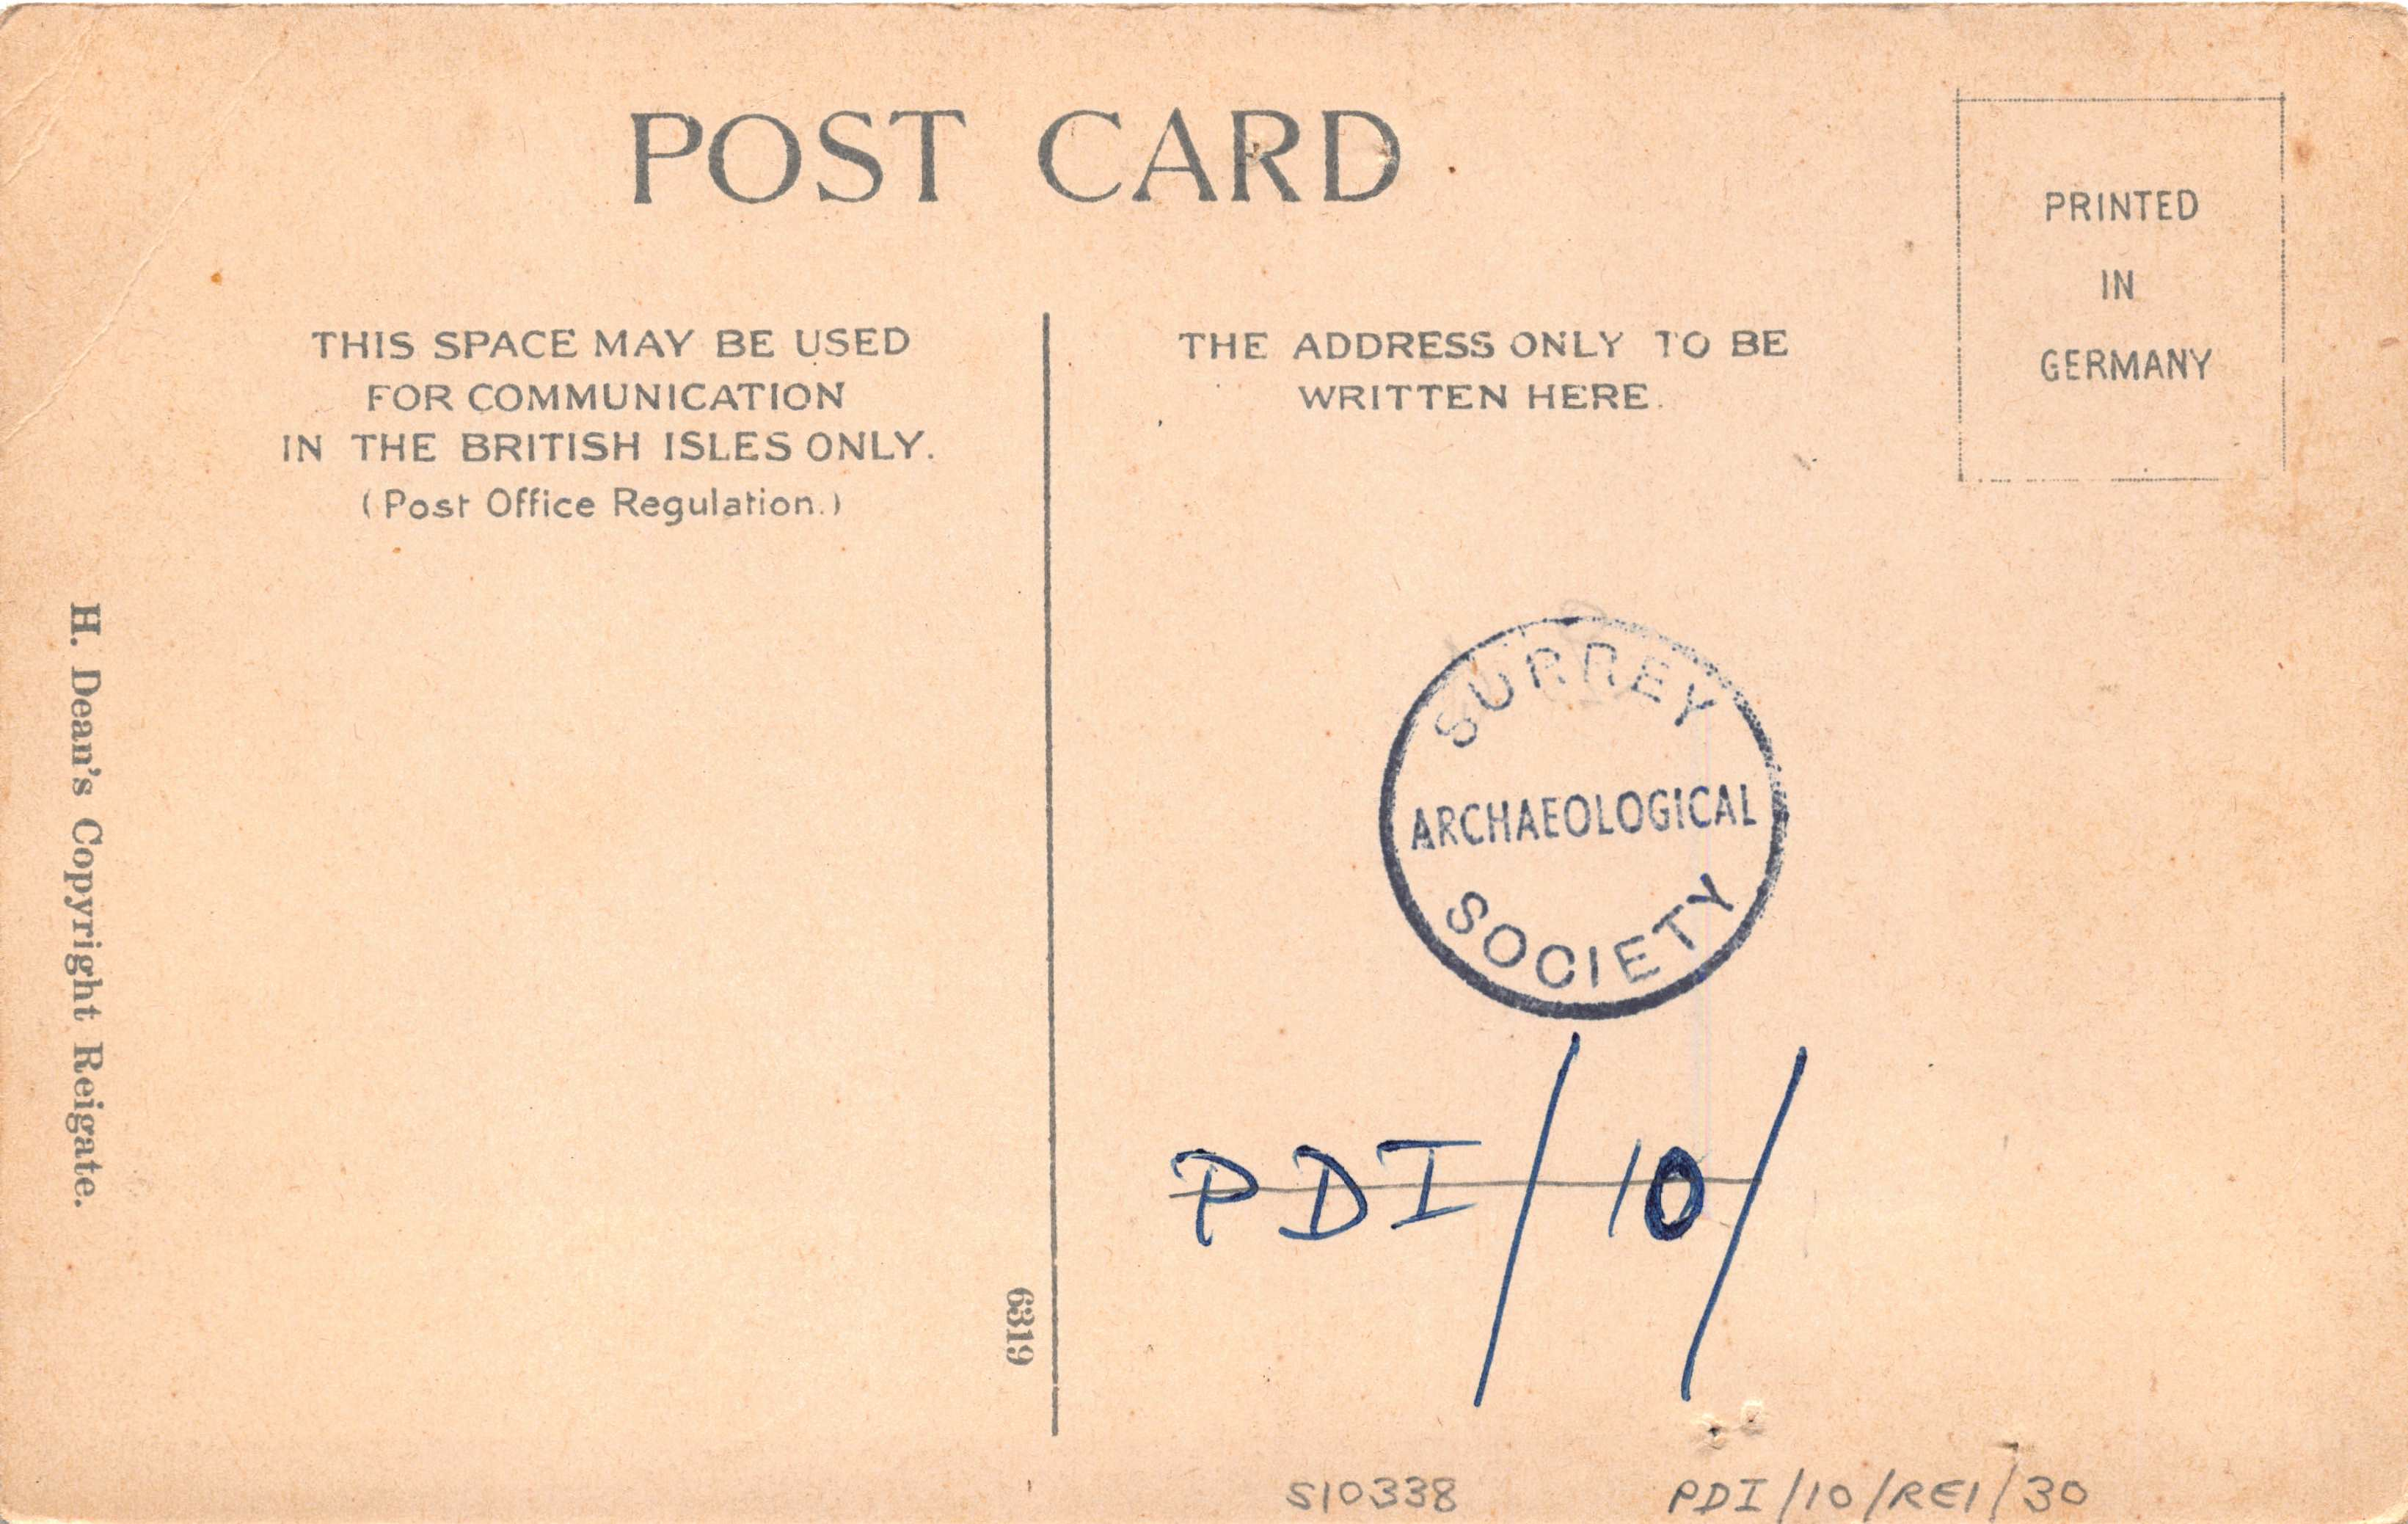 POST CARD
PRINTED
IN
GERMANY
THIS SPACE MAY BE USED
FOR COMMUNICATION
IN THE BRITISH ISLES ONLY.
(Post Office Regulation.)
THE ADDRESS ONLY TO BE
WRITTEN HERE.
H. Dean's Copyright Reigate.
6319
SURREY
ARCHAEOLOGICAL
SOCIETY
PDI/10/
S10338
PDI/10/REI/30